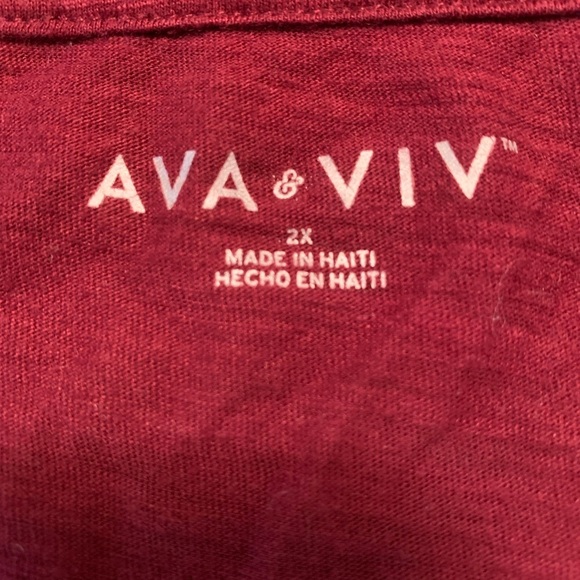 AVA & VIV™
2X
MADE IN HAITI
HECHO EN HAITI